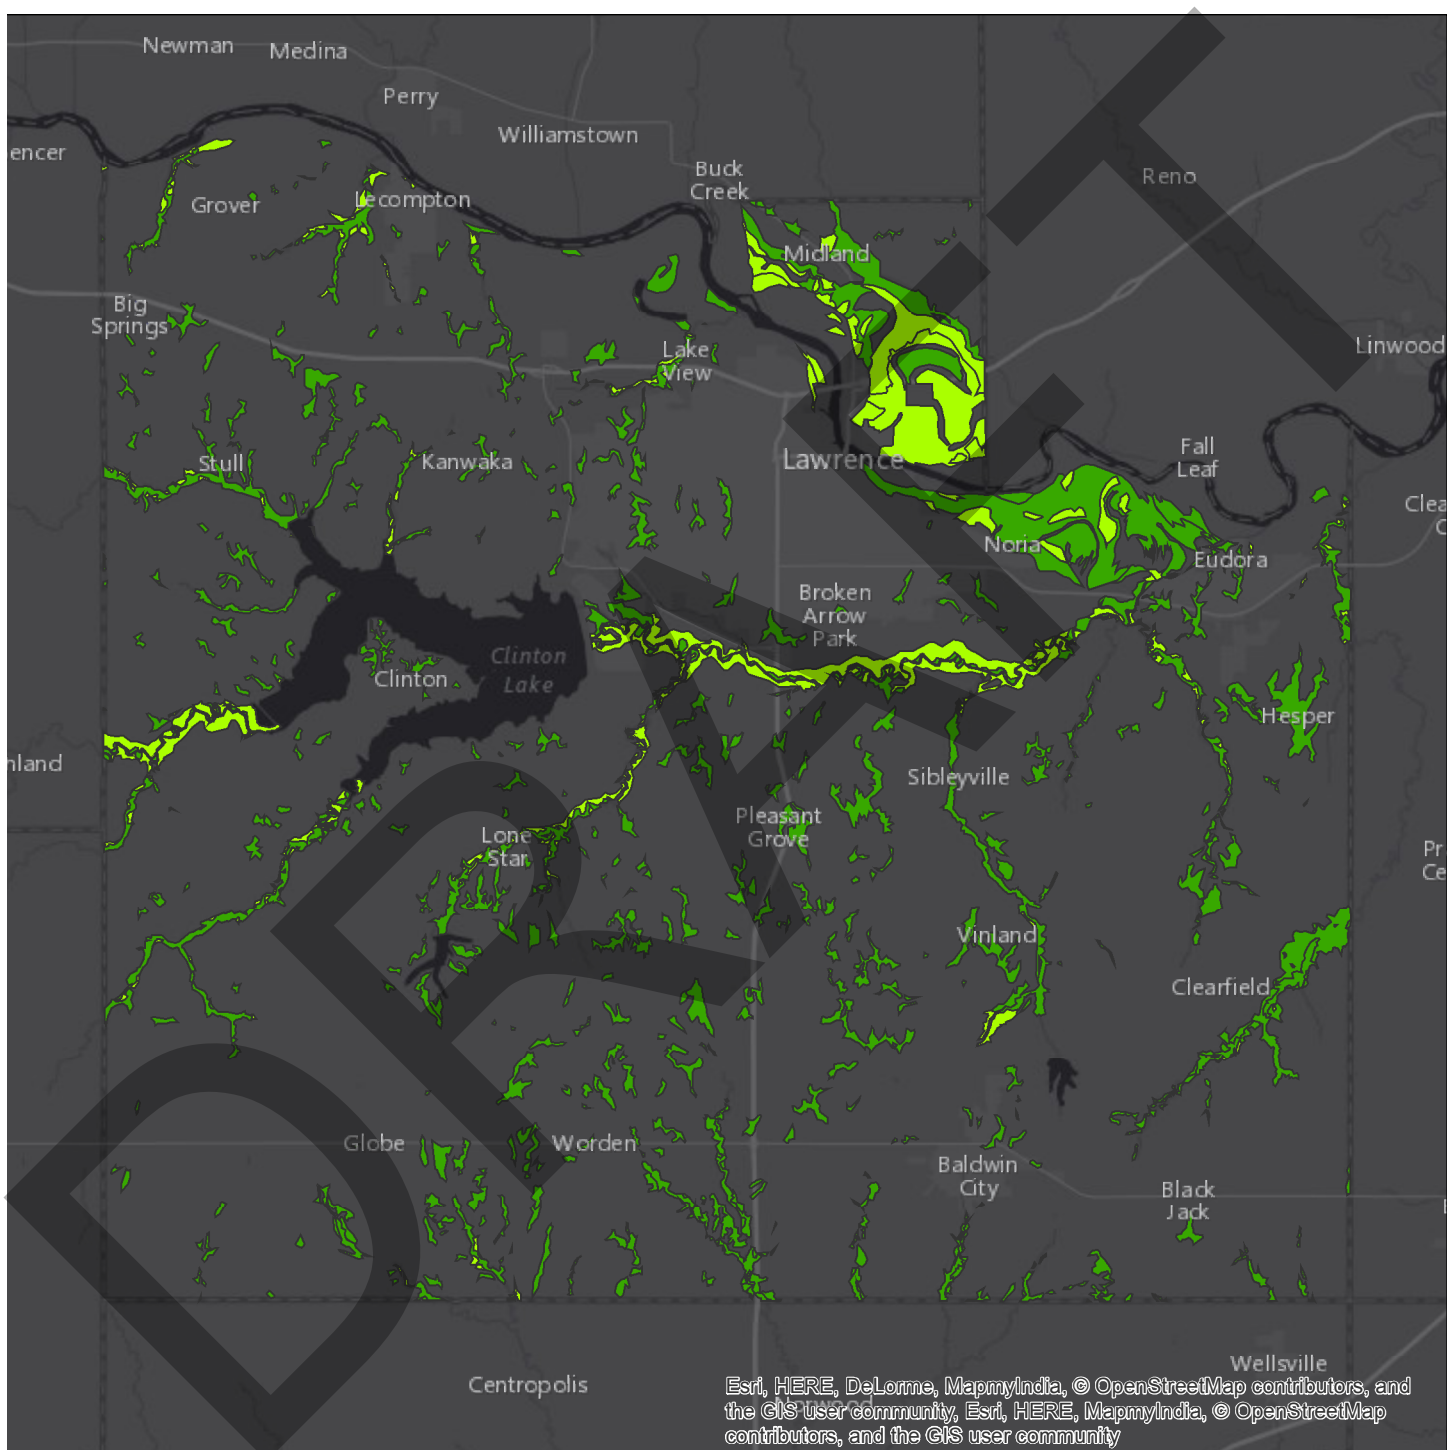 Newman
Medina
Perry
Williamstown
encer
Buck
Creek
Reno
Grover
Lecompton
Midland
Big
Springs
Lake
View
Linwood
Stull
Kanwaka
Lawrence
Fall
Leaf
Clea
C
Noria
Eudora
Broken
Arrow
Park
Clinton
Lake
Clinton
Hesper
nland
Sibleyville
Pleasant
Grove
Lone
Star
Pr
Ce
Vinland
Clearfield
Globe
Worden
Baldwin
City
Black
Jack
Wellsville
Centropolis
Norwood
Esri, HERE, DeLorme, MapmyIndia, © OpenStreetMap contributors, and
the GIS user community, Esri, HERE, MapmyIndia, © OpenStreetMap
contributors, and the GIS user community
DRAFT